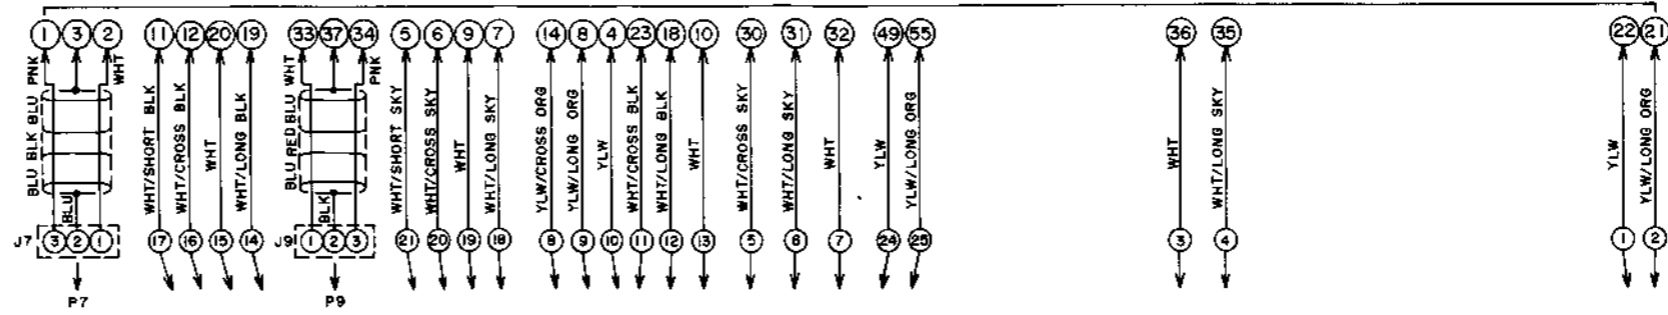 1 3 2 11 12 20 19 33 37 34 5 6 9 7 14 8 4 23 18 10 30 31 32 49 55 36 35 22 21
PNK
WHT
BLU BLK BLU
BLU
WHT/SHORT BLK
WHT/CROSS BLK
WHT
WHT/LONG BLK
WHT
PNK
BLU RED BLU
BLK
WHT/SHORT SKY
WHT/CROSS SKY
WHT
WHT/LONG SKY
YLW/CROSS ORG
YLW/LONG ORG
YLW
WHT/CROSS BLK
WHT/LONG BLK
WHT
WHT/CROSS SKY
WHT/LONG SKY
WHT
YLW
YLW/LONG ORG
WHT
WHT/LONG SKY
YLW
YLW/LONG ORG
J7 3 2 1 17 16 15 14 J9 1 2 3 21 20 19 18 8 9 10 11 12 13 5 6 7 24 25 3 4 1 2
P7 P9